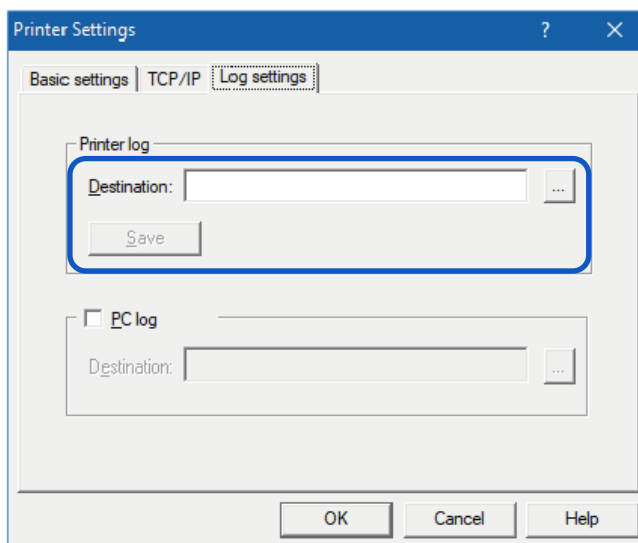 Printer Settings ? ×
Basic settings TCP/IP Log settings
Printer log
Destination: ...
Save
PC log
Destination: ...
OK Cancel Help